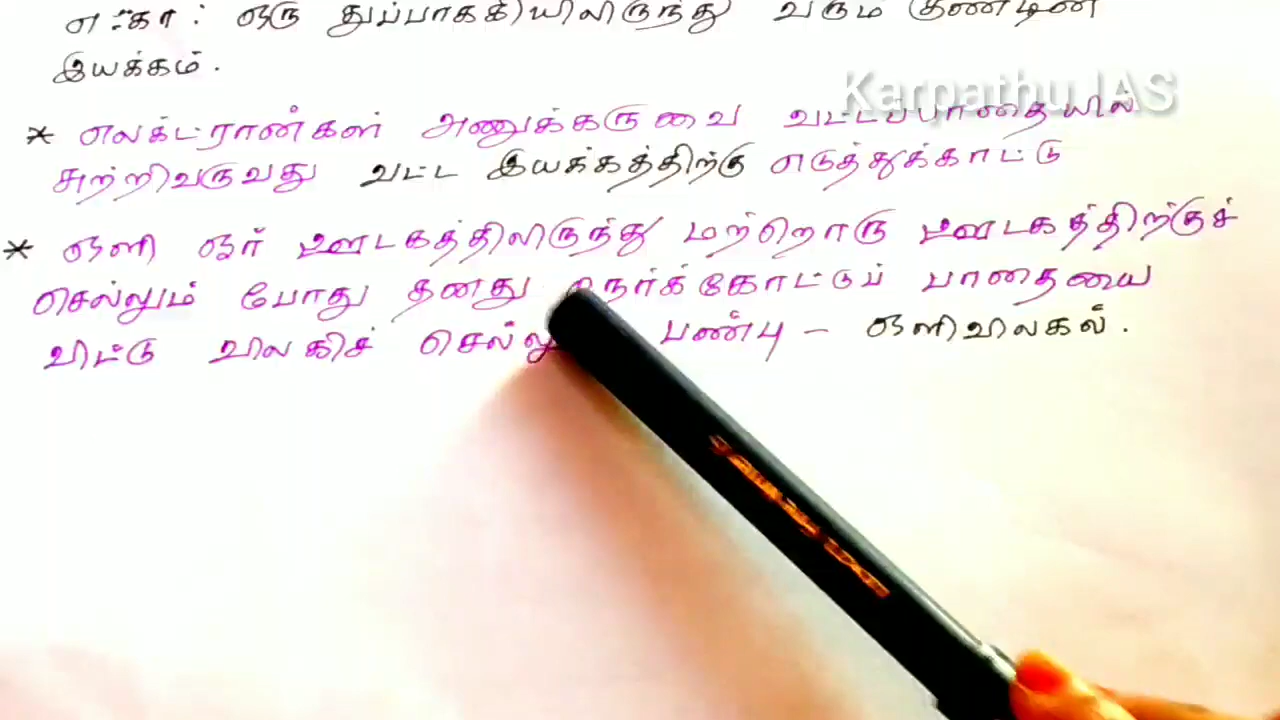 எ.கா : ஒரு துப்பாக்கியிலிருந்து வரும் குண்டின்
இயக்கம்.
Karpathu IAS
* எலக்ட்ரான்கள் அணுக்கருவை வட்டப்பாதையில்
சுற்றிவருவது வட்ட இயக்கத்திற்கு எடுத்துக்காட்டு
* ஒளி ஓர் ஊடகத்திலிருந்து மற்றொரு ஊடகத்திற்குச்
செல்லும் போது தனது நேர்க்கோட்டுப் பாதையை
விட்டு விலகிச் பண்பு – ஒளிவிலகல்.